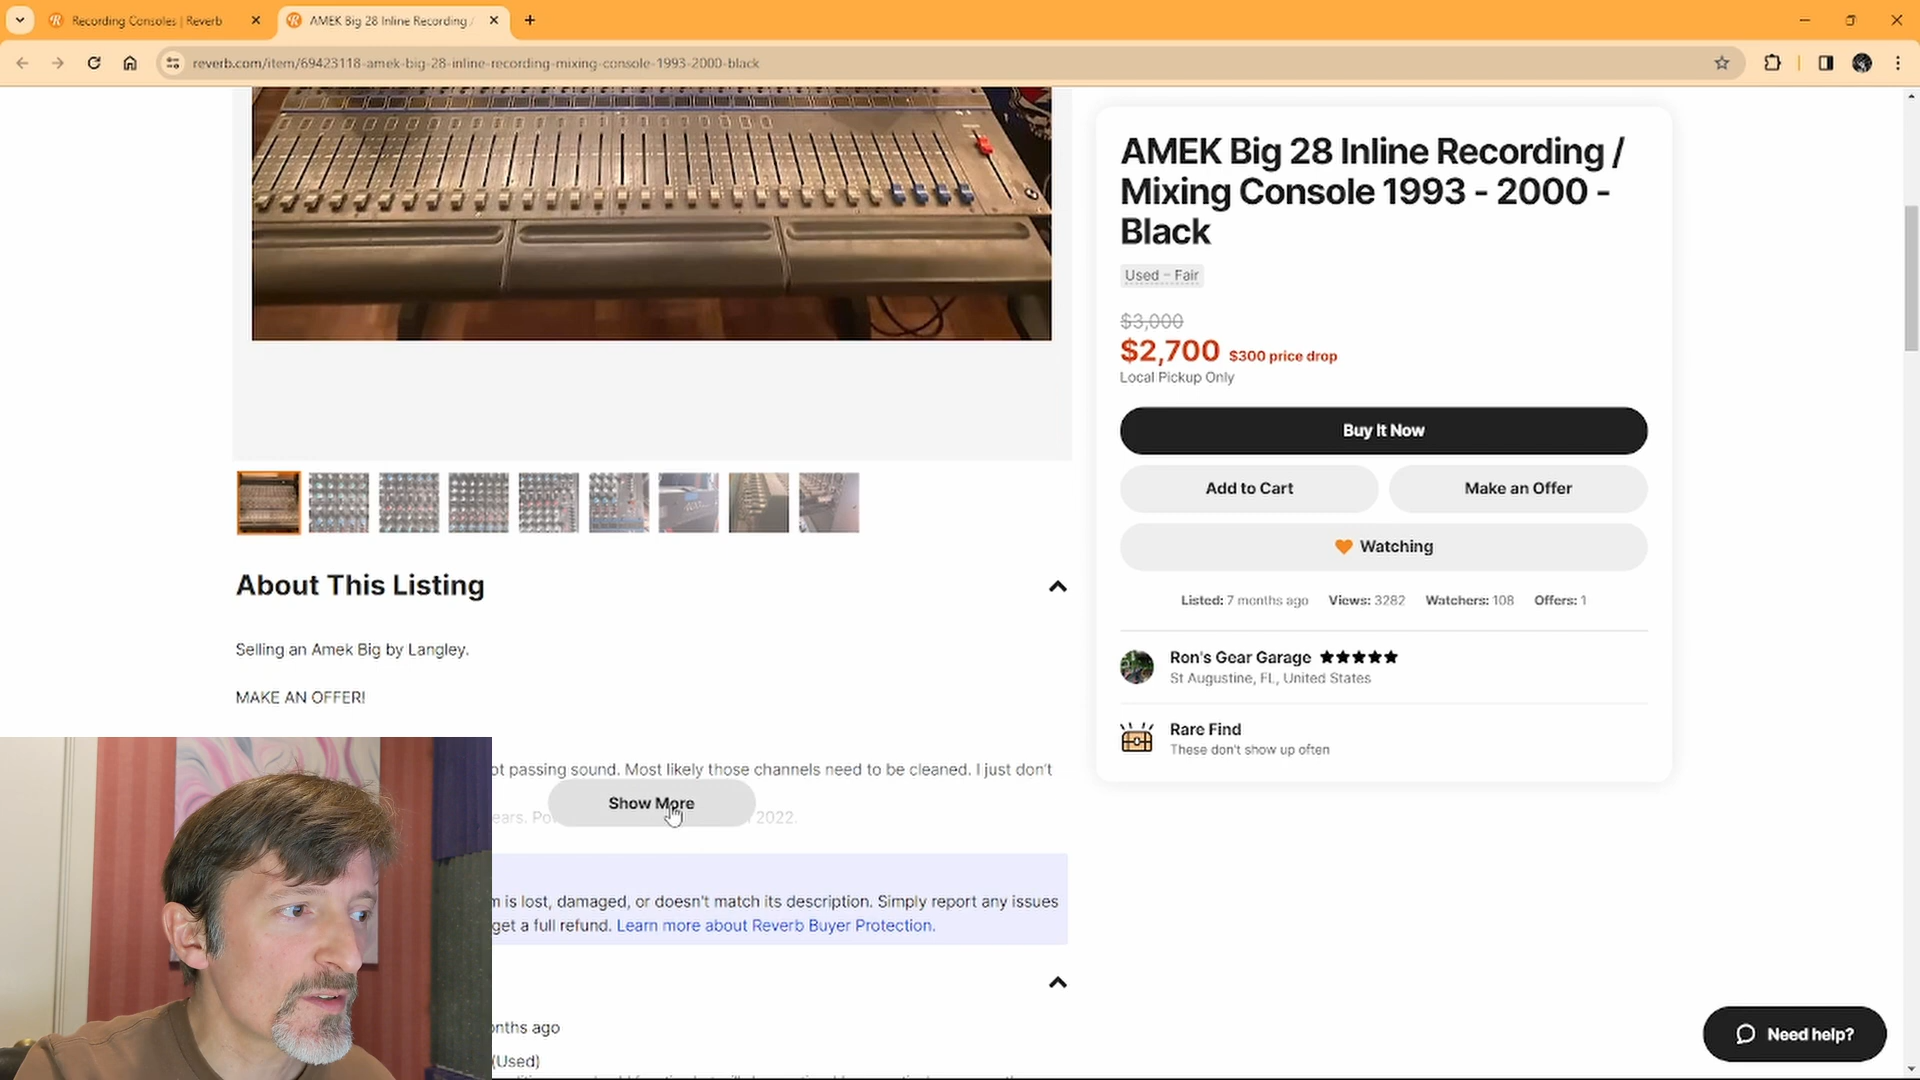 Recording Consoles | Reverb
AMEK Big 28 Inline Recording /
reverb.com/item/69423118-amek-big-28-inline-recording-mixing-console-1993-2000-black
AMEK Big 28 Inline Recording /
Mixing Console 1993 - 2000 -
Black
Used – Fair
$3,000
$2,700 $300 price drop
Local Pickup Only
Buy It Now
Add to Cart
Make an Offer
Watching
Listed: 7 months ago Views: 3282 Watchers: 108 Offers: 1
Ron's Gear Garage
St Augustine, FL, United States
Rare Find
These don't show up often
About This Listing
Selling an Amek Big by Langley.
MAKE AN OFFER!
ot passing sound. Most likely those channels need to be cleaned. I just don't
Show More
ears. Po 2022.
m is lost, damaged, or doesn't match its description. Simply report any issues
get a full refund. Learn more about Reverb Buyer Protection.
onths ago
(Used)
Need help?